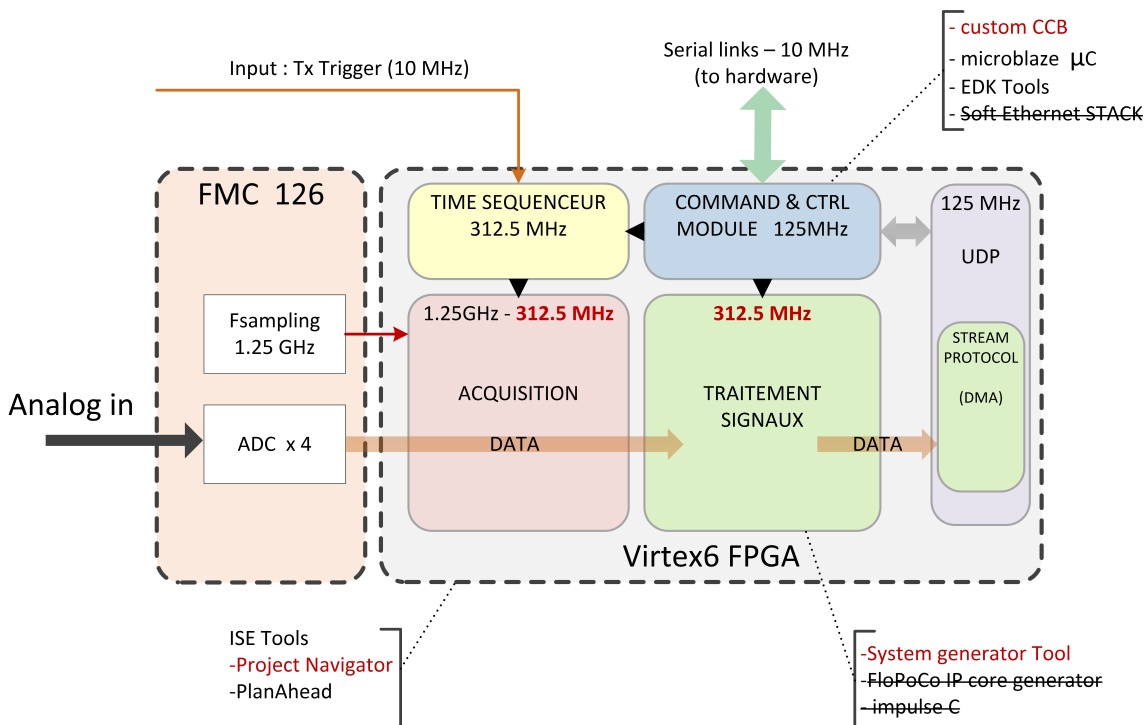 - custom CCB
- microblaze µC
- EDK Tools
- Soft Ethernet STACK
Serial links – 10 MHz
(to hardware)
Input : Tx Trigger (10 MHz)
FMC 126
TIME SEQUENCEUR
312.5 MHz
COMMAND & CTRL
MODULE 125MHz
125 MHz
UDP
Fsampling
1.25 GHz
1.25GHz - 312.5 MHz
312.5 MHz
STREAM
PROTOCOL
(DMA)
ACQUISITION
TRAITEMENT
SIGNAUX
Analog in
ADC x 4
DATA
DATA
Virtex6 FPGA
ISE Tools
-Project Navigator
-PlanAhead
-System generator Tool
-FloPoCo IP core generator
- impulse C